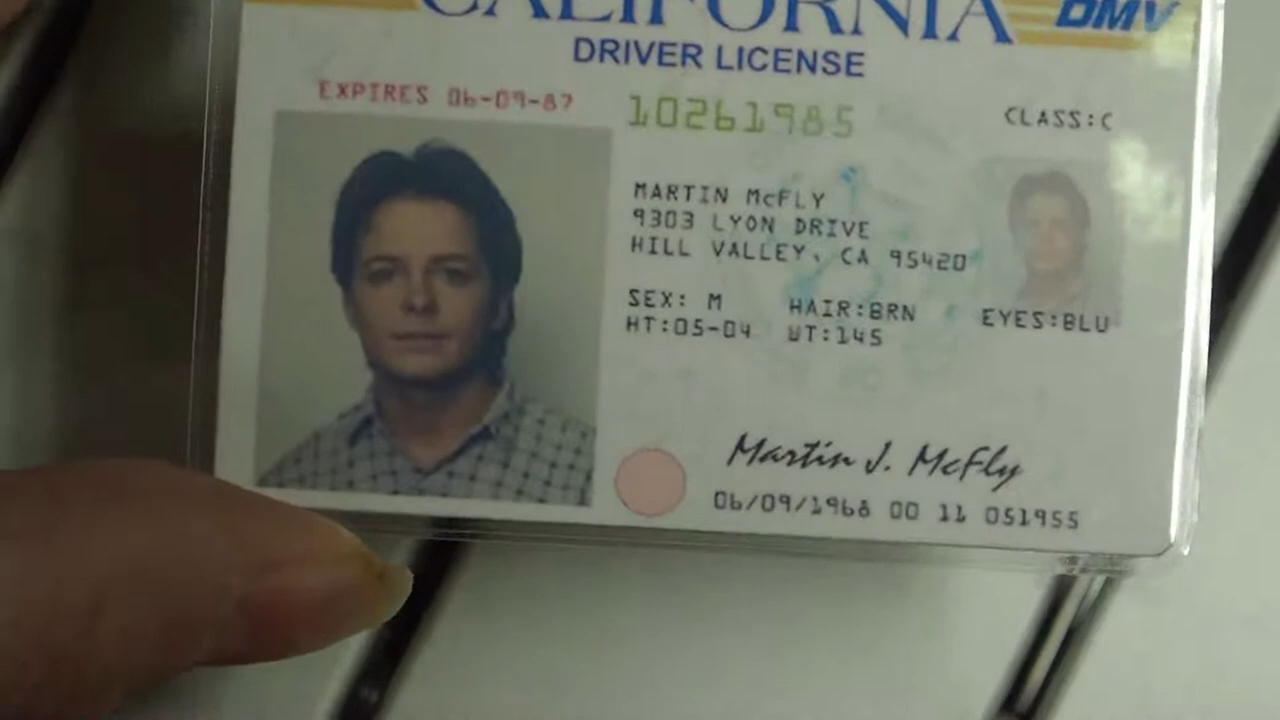 CALIFORNIA DMV
DRIVER LICENSE
EXPIRES 06-09-87
10261985
CLASS:C
MARTIN McFLY
9303 LYON DRIVE
HILL VALLEY, CA 95420
SEX: M HAIR:BRN EYES:BLU
HT:05-04 WT:145
Martin J. McFly
06/09/1968 00 11 051955